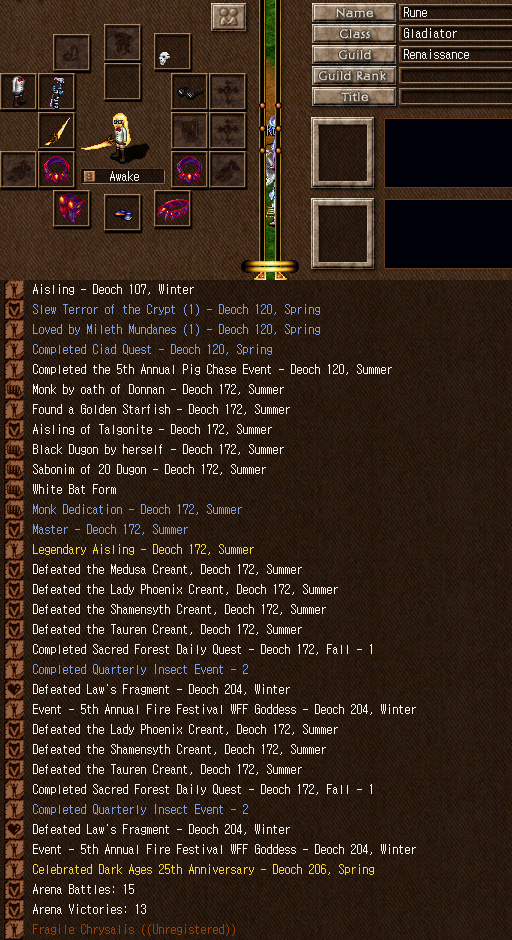 Name Rune
Class Gladiator
Guild Renaissance
Guild Rank
Title
Awake
Aisling - Deoch 107, Winter
Slew Terror of the Crypt (1) - Deoch 120, Spring
Loved by Mileth Mundanes (1) - Deoch 120, Spring
Completed Ciad Quest - Deoch 120, Spring
Completed the 5th Annual Pig Chase Event - Deoch 120, Summer
Monk by oath of Donnan - Deoch 172, Summer
Found a Golden Starfish - Deoch 172, Summer
Aisling of Talgonite - Deoch 172, Summer
Black Dugon by herself - Deoch 172, Summer
Sabonim of 20 Dugon - Deoch 172, Summer
White Bat Form
Monk Dedication - Deoch 172, Summer
Master - Deoch 172, Summer
Legendary Aisling - Deoch 172, Summer
Defeated the Medusa Creant, Deoch 172, Summer
Defeated the Lady Phoenix Creant, Deoch 172, Summer
Defeated the Shamensyth Creant, Deoch 172, Summer
Defeated the Tauren Creant, Deoch 172, Summer
Completed Sacred Forest Daily Quest - Deoch 172, Fall - 1
Completed Quarterly Insect Event - 2
Defeated Law's Fragment - Deoch 204, Winter
Event - 5th Annual Fire Festival WFF Goddess - Deoch 204, Winter
Defeated the Lady Phoenix Creant, Deoch 172, Summer
Defeated the Shamensyth Creant, Deoch 172, Summer
Defeated the Tauren Creant, Deoch 172, Summer
Completed Sacred Forest Daily Quest - Deoch 172, Fall - 1
Completed Quarterly Insect Event - 2
Defeated Law's Fragment - Deoch 204, Winter
Event - 5th Annual Fire Festival WFF Goddess - Deoch 204, Winter
Celebrated Dark Ages 25th Anniversary - Deoch 206, Spring
Arena Battles: 15
Arena Victories: 13
Fragile Chrysalis ((Unregistered))